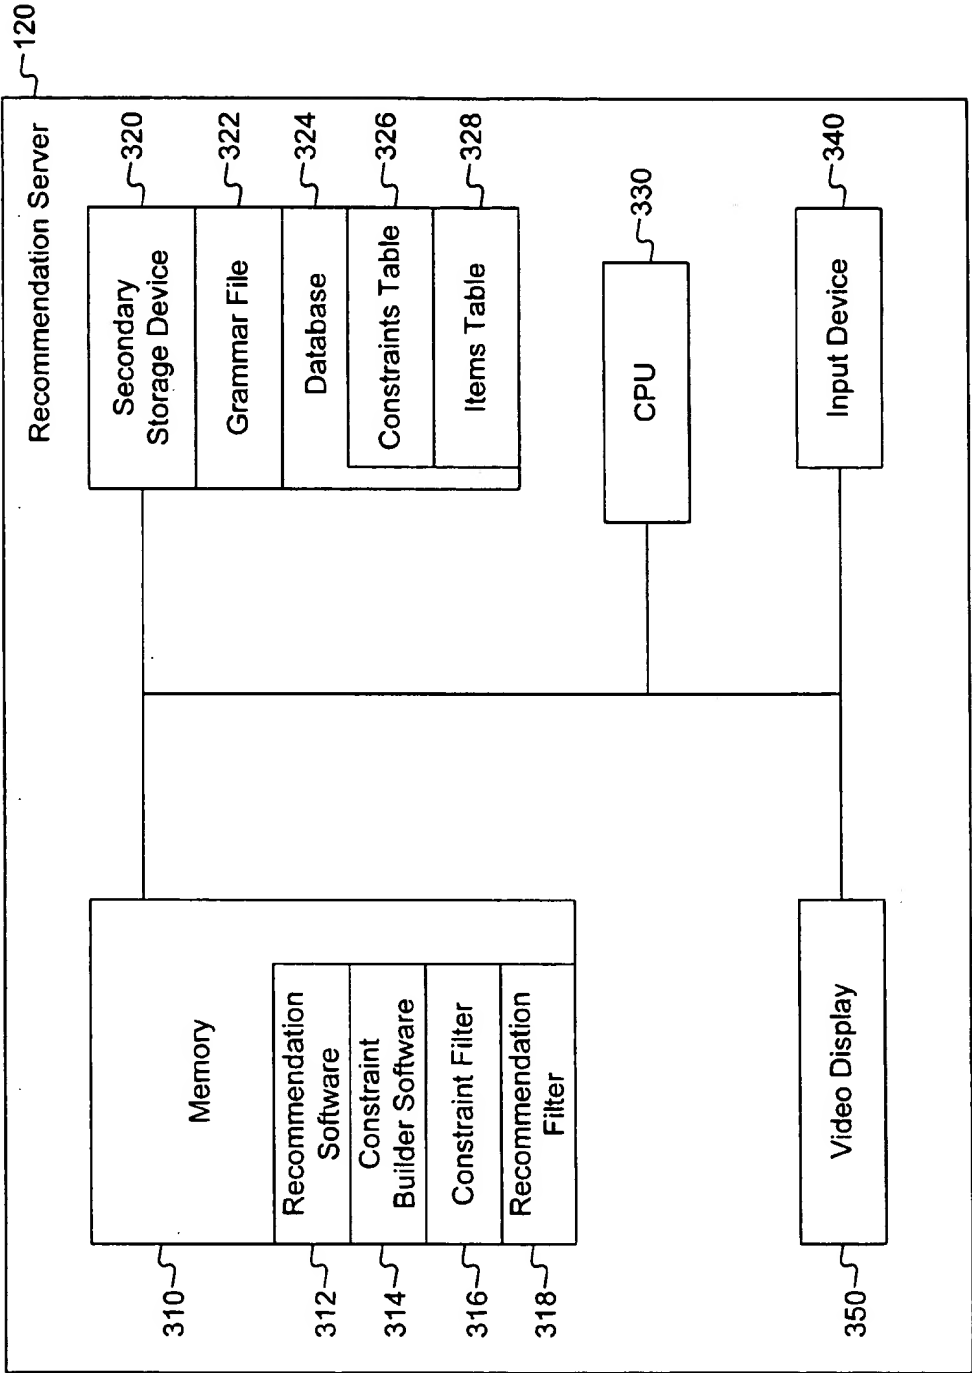 120
Recommendation Server
310
Memory
312
Recommendation
Software
314
Constraint
Builder Software
316
Constraint Filter
318
Recommendation
Filter
Secondary
Storage Device
320
Grammar File
322
Database
324
Constraints Table
326
Items Table
328
CPU
330
Input Device
340
350
Video Display